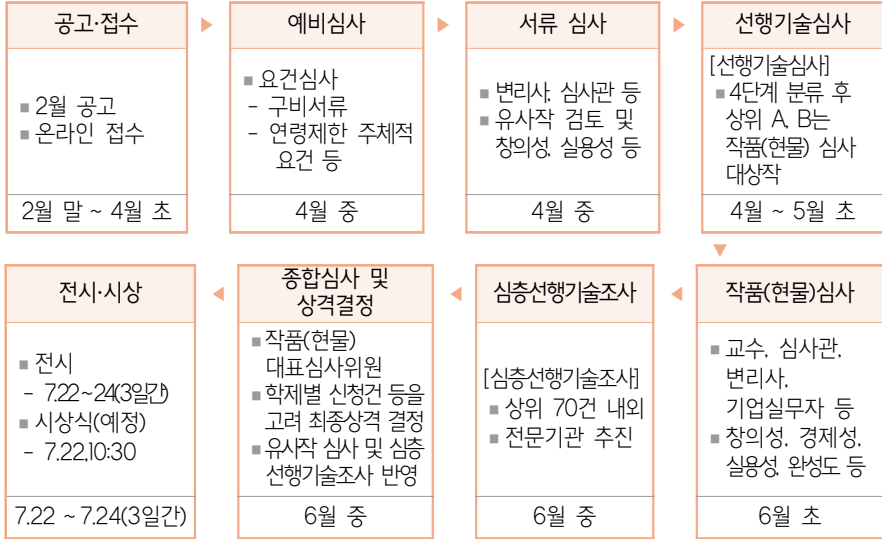 공고·접수
▪ 2월 공고
▪ 온라인 접수
2월 말 ~ 4월 초
예비심사
▪ 요건심사
- 구비서류
- 연령제한 주체적
요건 등
4월 중
서류 심사
▪ 변리사, 심사관 등
▪ 유사작 검토 및
창의성, 실용성 등
4월 중
선행기술심사
[선행기술심사]
▪ 4단계 분류 후
상위 A, B는
작품(현물) 심사
대상작
4월 ~ 5월 초
작품(현물)심사
▪ 교수, 심사관,
변리사,
기업실무자 등
▪ 창의성, 경제성,
실용성, 완성도 등
6월 초
심층선행기술조사
[심층선행기술조사]
▪ 상위 70건 내외
▪ 전문기관 추진
6월 중
종합심사 및
상격결정
▪ 작품(현물)
대표심사위원
▪ 학제별 신청건 등을
고려 최종상격 결정
▪ 유사작 심사 및 심층
선행기술조사 반영
6월 중
전시·시상
▪ 전시
- 7.22~24(3일간)
▪ 시상식(예정)
- 7.22,10:30
7.22 ~ 7.24(3일간)